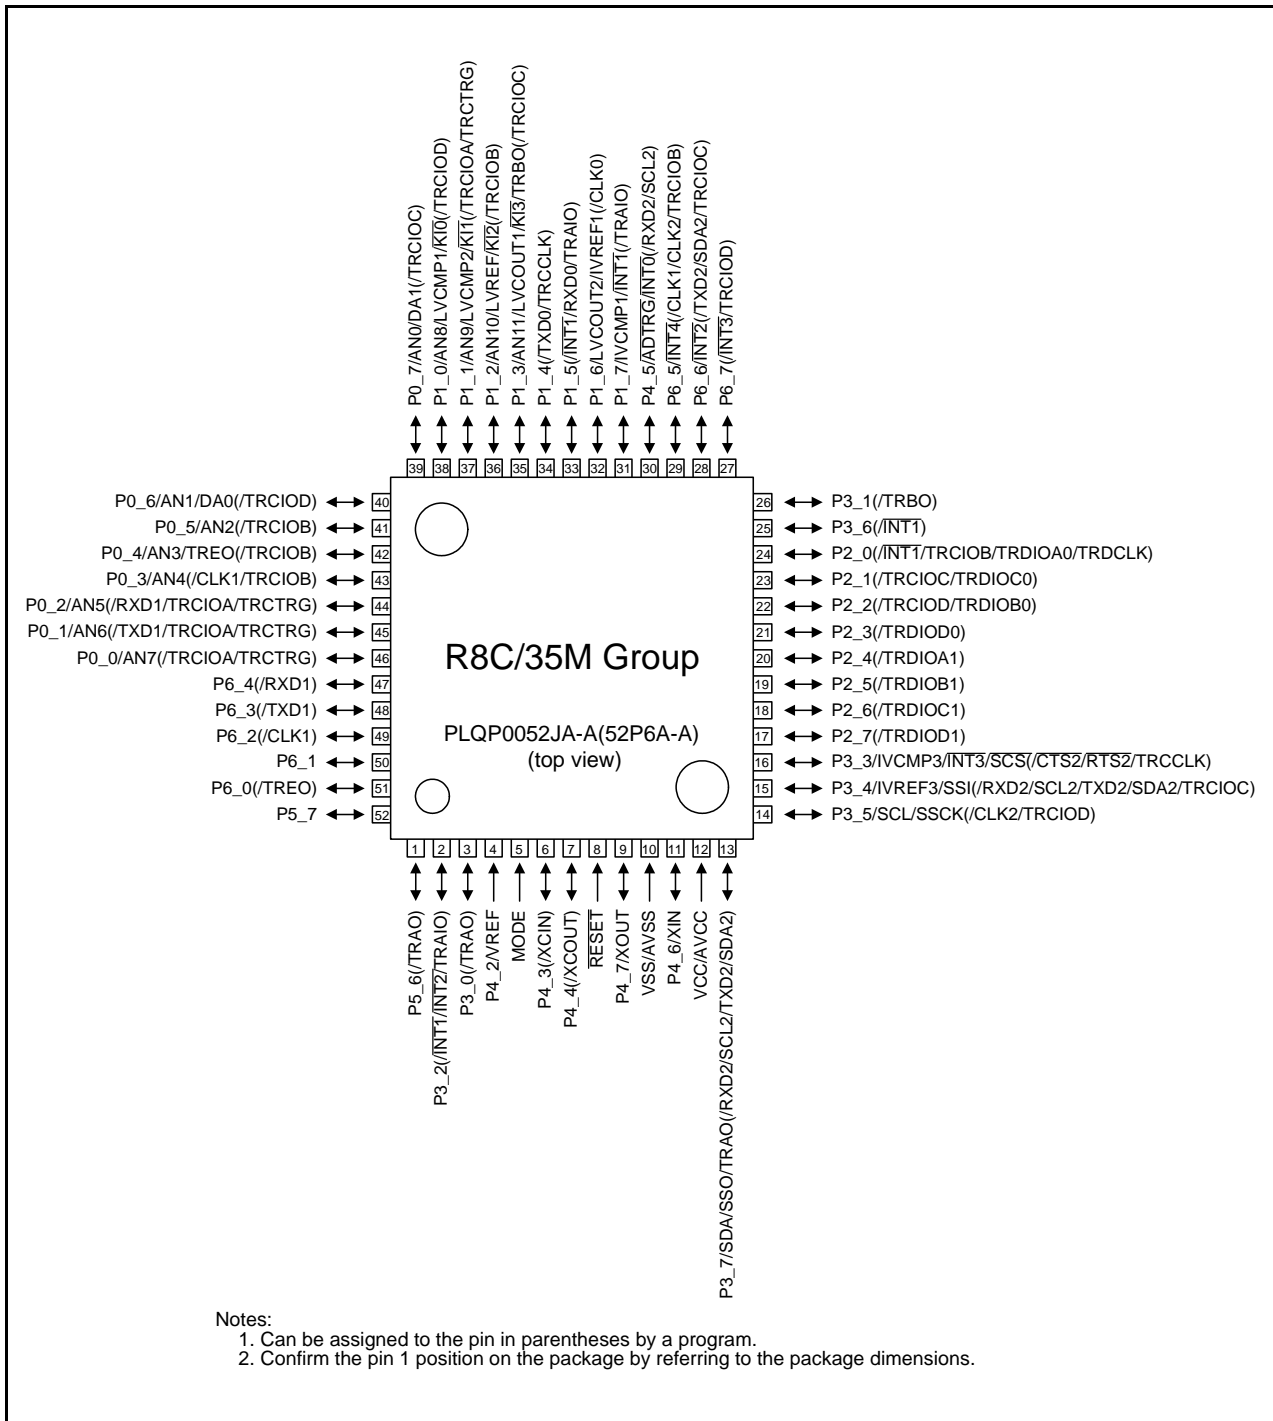 P0_7/AN0/DA1(/TRCIOC)
P1_0/AN8/LVCMP1/KI0(/TRCIOD)
P1_1/AN9/LVCMP2/KI1(/TRCIOA/TRCTRG)
P1_2/AN10/LVREF/KI2(/TRCIOB)
P1_3/AN11/LVCOUT1/KI3/TRBO(/TRCIOC)
P1_4(/TXD0/TRCCLK)
P1_5(/INT1/RXD0/TRAIO)
P1_6/LVCOUT2/IVREF1(/CLK0)
P1_7/IVCMP1/INT1(/TRAIO)
P4_5/ADTRG/INT0(/RXD2/SCL2)
P6_5/INT4(/CLK1/CLK2/TRCIOB)
P6_6/INT2(/TXD2/SDA2/TRCIOC)
P6_7(/INT3/TRCIOD)
39 38 37 36 35 34 33 32 31 30 29 28 27
P0_6/AN1/DA0(/TRCIOD) 40
P0_5/AN2(/TRCIOB) 41
P0_4/AN3/TREO(/TRCIOB) 42
P0_3/AN4(/CLK1/TRCIOB) 43
P0_2/AN5(/RXD1/TRCIOA/TRCTRG) 44
P0_1/AN6(/TXD1/TRCIOA/TRCTRG) 45
P0_0/AN7(/TRCIOA/TRCTRG) 46
P6_4(/RXD1) 47
P6_3(/TXD1) 48
P6_2(/CLK1) 49
P6_1 50
P6_0(/TREO) 51
P5_7 52
R8C/35M Group
PLQP0052JA-A(52P6A-A)
(top view)
26 P3_1(/TRBO)
25 P3_6(/INT1)
24 P2_0(/INT1/TRCIOB/TRDIOA0/TRDCLK)
23 P2_1(/TRCIOC/TRDIOC0)
22 P2_2(/TRCIOD/TRDIOB0)
21 P2_3(/TRDIOD0)
20 P2_4(/TRDIOA1)
19 P2_5(/TRDIOB1)
18 P2_6(/TRDIOC1)
17 P2_7(/TRDIOD1)
16 P3_3/IVCMP3/INT3/SCS(/CTS2/RTS2/TRCCLK)
15 P3_4/IVREF3/SSI(/RXD2/SCL2/TXD2/SDA2/TRCIOC)
14 P3_5/SCL/SSCK(/CLK2/TRCIOD)
1 2 3 4 5 6 7 8 9 10 11 12 13
P5_6(/TRAO)
P3_2(/INT1/INT2/TRAIO)
P3_0(/TRAO)
P4_2/VREF
MODE
P4_3(/XCIN)
P4_4(/XCOUT)
RESET
P4_7/XOUT
VSS/AVSS
P4_6/XIN
VCC/AVCC
P3_7/SDA/SSO/TRAO(/RXD2/SCL2/TXD2/SDA2)
Notes:
1. Can be assigned to the pin in parentheses by a program.
2. Confirm the pin 1 position on the package by referring to the package dimensions.